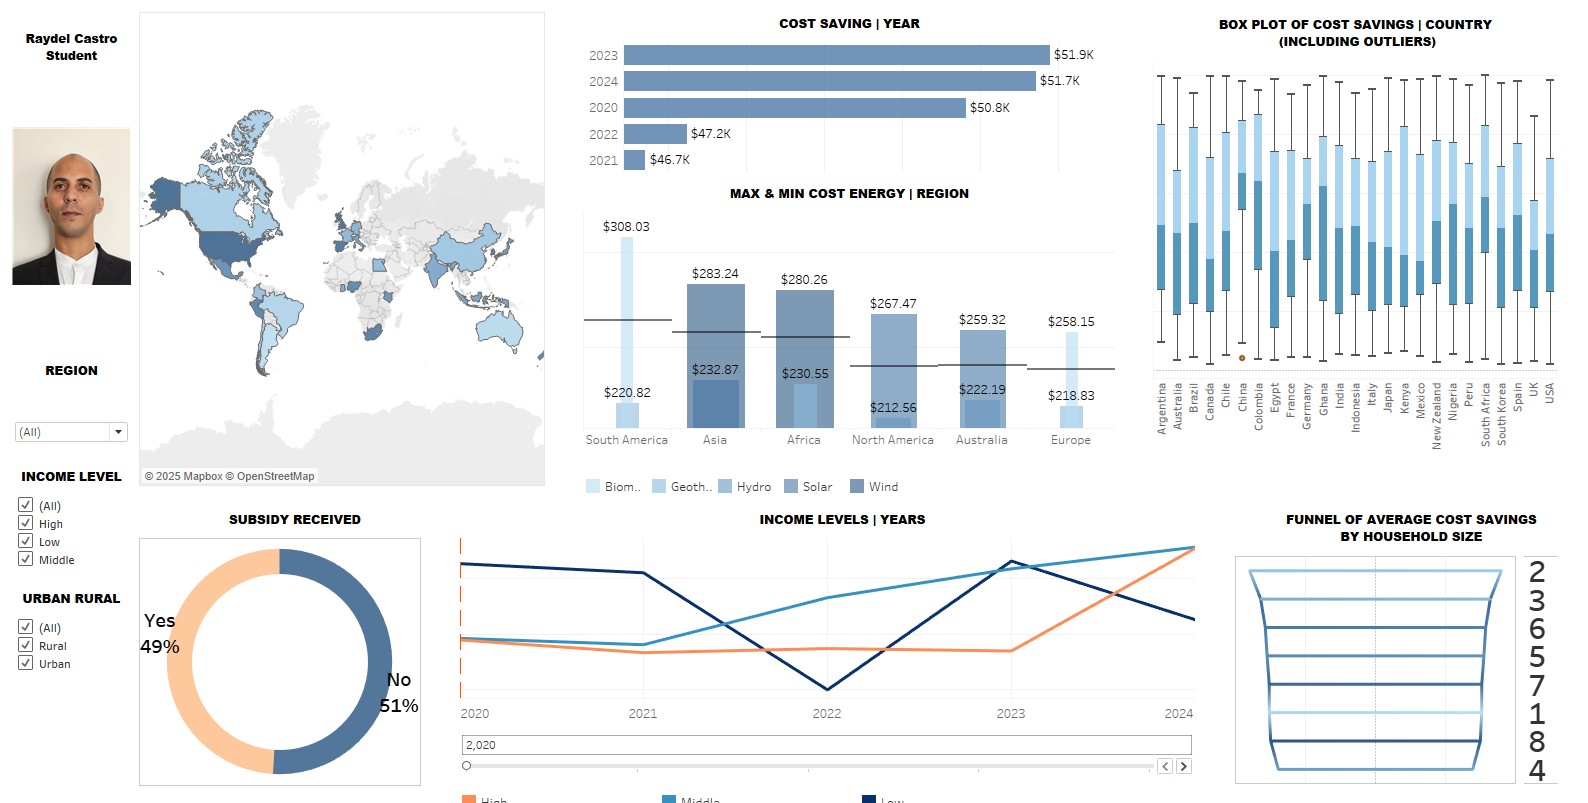 Raydel Castro
Student
REGION
(All)
INCOME LEVEL
(All)
High
Low
Middle
URBAN RURAL
(All)
Rural
Urban
© 2025 Mapbox © OpenStreetMap
COST SAVING | YEAR
2023 $51.9K
2024 $51.7K
2020 $50.8K
2022 $47.2K
2021 $46.7K
MAX & MIN COST ENERGY | REGION
$308.03
$283.24
$280.26
$267.47
$259.32
$258.15
$220.82
$232.87
$230.55
$212.56
$222.19
$218.83
South America Asia Africa North America Australia Europe
Biom.. Geoth.. Hydro Solar Wind
BOX PLOT OF COST SAVINGS | COUNTRY
(INCLUDING OUTLIERS)
Argentina
Australia
Brazil
Canada
Chile
China
Colombia
Egypt
France
Germany
Ghana
India
Indonesia
Italy
Japan
Kenya
Mexico
New Zealand
Nigeria
Peru
South Africa
South Korea
Spain
UK
USA
SUBSIDY RECEIVED
Yes
49%
No
51%
INCOME LEVELS | YEARS
2020 2021 2022 2023 2024
2,020
High Middle Low
FUNNEL OF AVERAGE COST SAVINGS
BY HOUSEHOLD SIZE
2
3
6
5
7
1
8
4